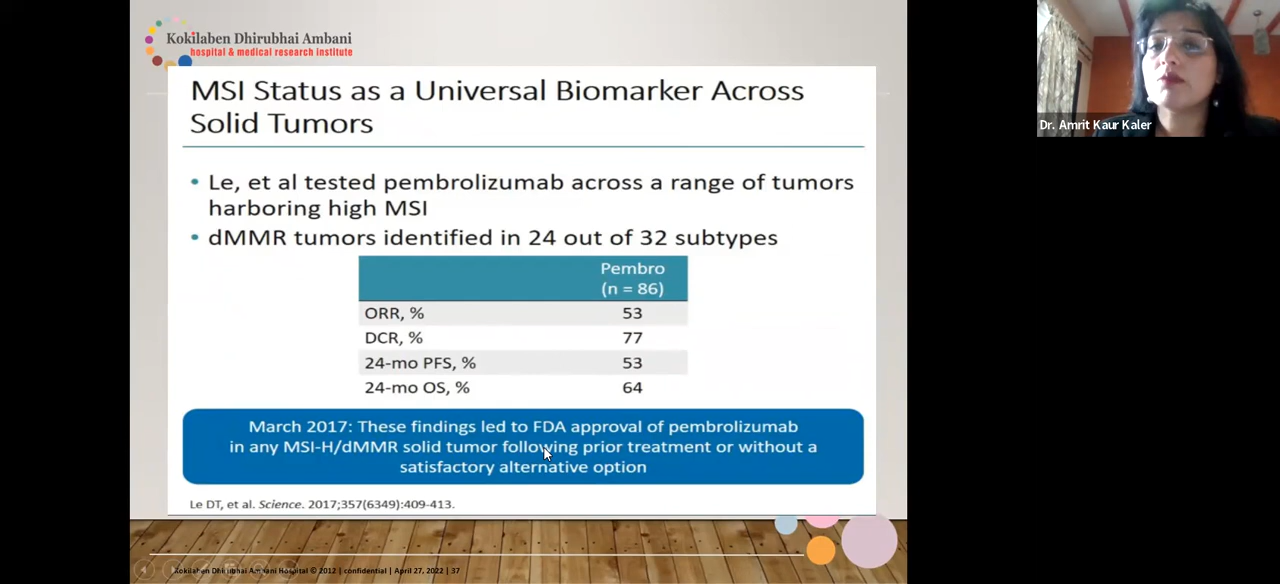 Kokilaben Dhirubhai Ambani
hospital & medical research institute
MSI Status as a Universal Biomarker Across
Solid Tumors
• Le, et al tested pembrolizumab across a range of tumors
harboring high MSI
• dMMR tumors identified in 24 out of 32 subtypes
Pembro
(n = 86)
ORR, % 53
DCR, % 77
24-mo PFS, % 53
24-mo OS, % 64
March 2017: These findings led to FDA approval of pembrolizumab
in any MSI-H/dMMR solid tumor following prior treatment or without a
satisfactory alternative option
Le DT, et al. Science. 2017;357(6349):409-413.
Kokilaben Dhirubhai Ambani Hospital © 2012 | confidential | April 27, 2022 | 37
Dr. Amrit Kaur Kaler